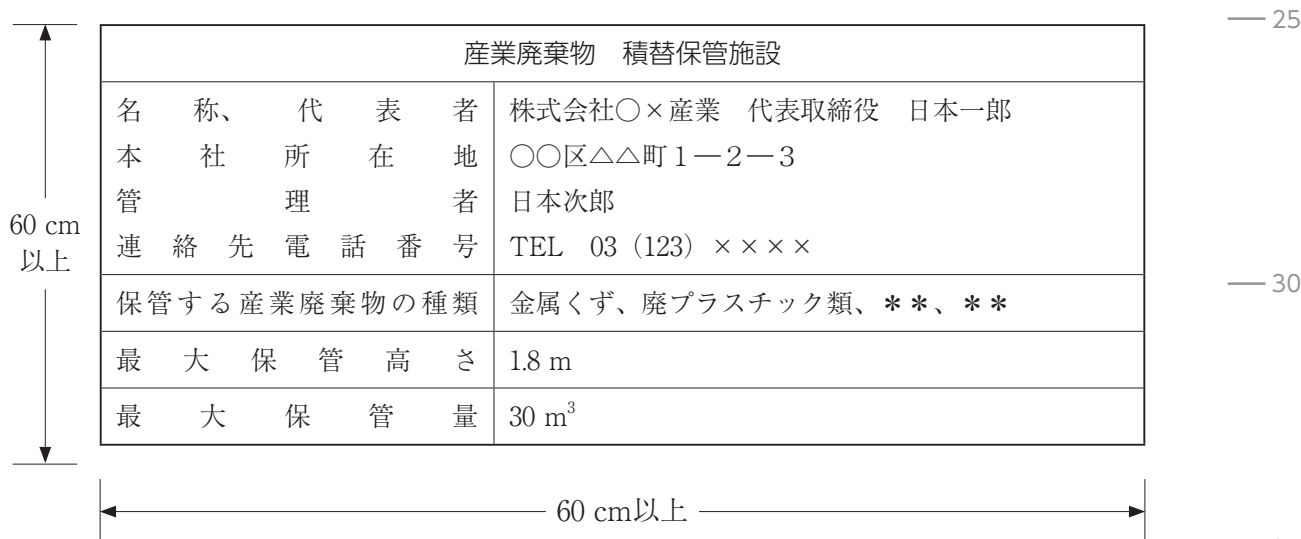 25
産業廃棄物　積替保管施設
名称、代表者 株式会社○×産業　代表取締役　日本一郎
本社所在地 ○○区△△町1―2―3
管理者 日本次郎
連絡先電話番号 TEL　03（123）××××
60 cm
以上
保管する産業廃棄物の種類 金属くず、廃プラスチック類、＊＊、＊＊
30
最大保管高さ 1.8 m
最大保管量 30 m³
60 cm以上